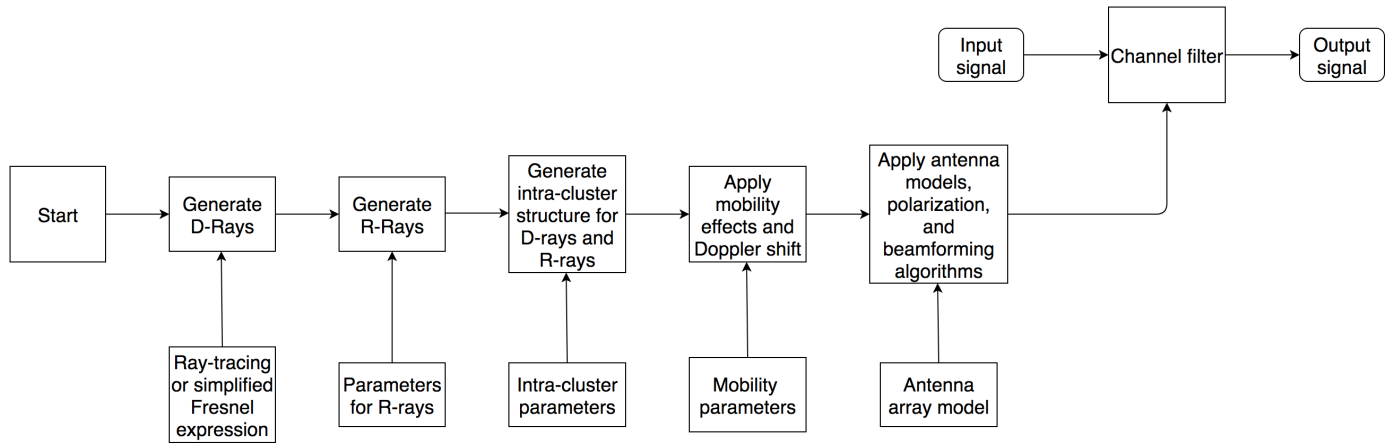 Input
signal
Channel filter
Output
signal
Start
Generate
D-Rays
Generate
R-Rays
Generate
intra-cluster
structure for
D-rays and
R-rays
Apply
mobility
effects and
Doppler shift
Apply antenna
models,
polarization,
and
beamforming
algorithms
Ray-tracing
or simplified
Fresnel
expression
Parameters
for R-rays
Intra-cluster
parameters
Mobility
parameters
Antenna
array model